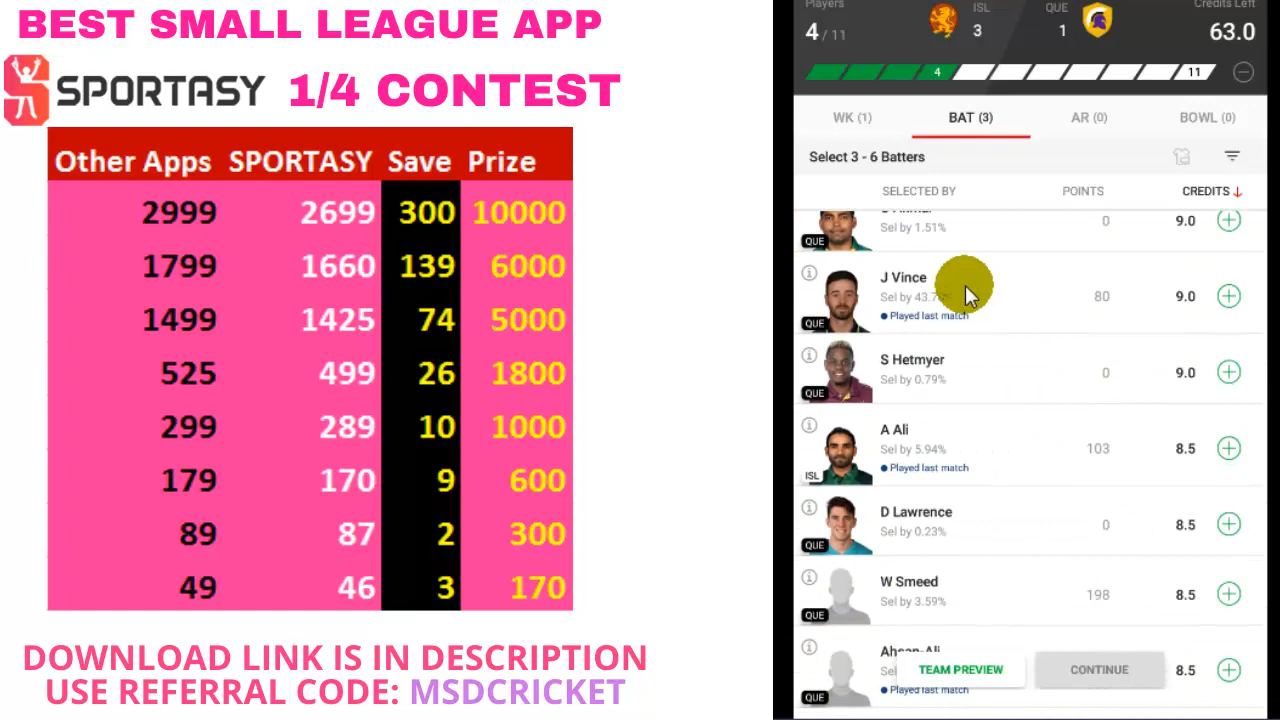 BEST SMALL LEAGUE APP
SPORTASY 1/4 CONTEST
Other Apps SPORTASY Save Prize
2999 2699 300 10000
1799 1660 139 6000
1499 1425 74 5000
525 499 26 1800
299 289 10 1000
179 170 9 600
89 87 2 300
49 46 3 170
DOWNLOAD LINK IS IN DESCRIPTION
USE REFERRAL CODE: MSDCRICKET
Players ISL QUE Credits Left
4 / 11 3 1 63.0
4 11
WK (1) BAT (3) AR (0) BOWL (0)
Select 3 - 6 Batters
SELECTED BY POINTS CREDITS
Sel by 1.51% 0 9.0
QUE
J Vince
Sel by 43. 80 9.0
Played last match
QUE
S Hetmyer
Sel by 0.79% 0 9.0
QUE
A Ali
Sel by 5.94% 103 8.5
Played last match
ISL
D Lawrence
Sel by 0.23% 0 8.5
QUE
W Smeed
Sel by 3.59% 198 8.5
QUE
Ahsan-Ali
Sel 8.5
TEAM PREVIEW CONTINUE
Played last match
QUE